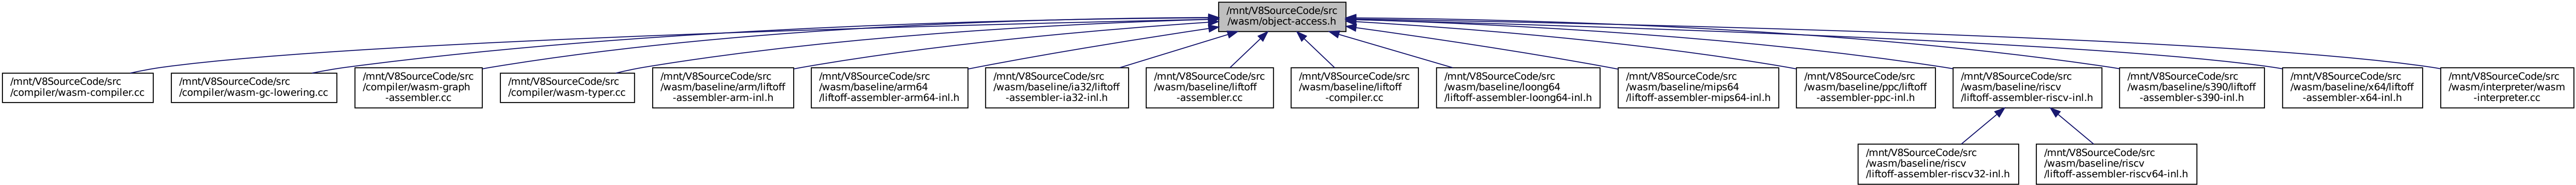 /mnt/V8SourceCode/src
/wasm/object-access.h
/mnt/V8SourceCode/src
/compiler/wasm-compiler.cc
/mnt/V8SourceCode/src
/compiler/wasm-gc-lowering.cc
/mnt/V8SourceCode/src
/compiler/wasm-graph
-assembler.cc
/mnt/V8SourceCode/src
/compiler/wasm-typer.cc
/mnt/V8SourceCode/src
/wasm/baseline/arm/liftoff
-assembler-arm-inl.h
/mnt/V8SourceCode/src
/wasm/baseline/arm64
/liftoff-assembler-arm64-inl.h
/mnt/V8SourceCode/src
/wasm/baseline/ia32/liftoff
-assembler-ia32-inl.h
/mnt/V8SourceCode/src
/wasm/baseline/liftoff
-assembler.cc
/mnt/V8SourceCode/src
/wasm/baseline/liftoff
-compiler.cc
/mnt/V8SourceCode/src
/wasm/baseline/loong64
/liftoff-assembler-loong64-inl.h
/mnt/V8SourceCode/src
/wasm/baseline/mips64
/liftoff-assembler-mips64-inl.h
/mnt/V8SourceCode/src
/wasm/baseline/ppc/liftoff
-assembler-ppc-inl.h
/mnt/V8SourceCode/src
/wasm/baseline/riscv
/liftoff-assembler-riscv-inl.h
/mnt/V8SourceCode/src
/wasm/baseline/s390/liftoff
-assembler-s390-inl.h
/mnt/V8SourceCode/src
/wasm/baseline/x64/liftoff
-assembler-x64-inl.h
/mnt/V8SourceCode/src
/wasm/interpreter/wasm
-interpreter.cc
/mnt/V8SourceCode/src
/wasm/baseline/riscv
/liftoff-assembler-riscv32-inl.h
/mnt/V8SourceCode/src
/wasm/baseline/riscv
/liftoff-assembler-riscv64-inl.h